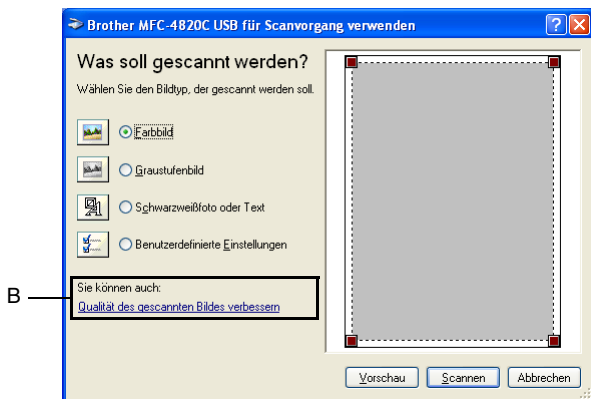 Brother MFC-4820C USB für Scanvorgang verwenden
Was soll gescannt werden?
Wählen Sie den Bildtyp, der gescannt werden soll.
Farbbild
Graustufenbild
Schwarzweißfoto oder Text
Benutzerdefinierte Einstellungen
B
Sie können auch:
Qualität des gescannten Bildes verbessern
Vorschau Scannen Abbrechen